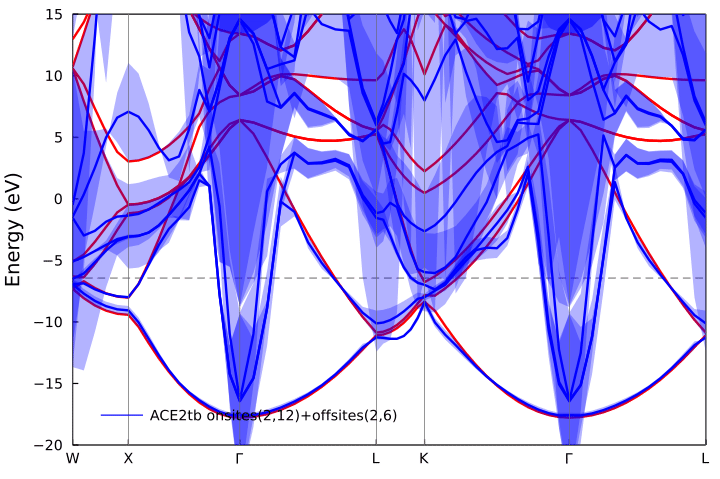 15
10
5
0
−5
−10
−15
−20
Energy (eV)
ACE2tb onsites(2,12)+offsites(2,6)
W X Γ L K Γ L